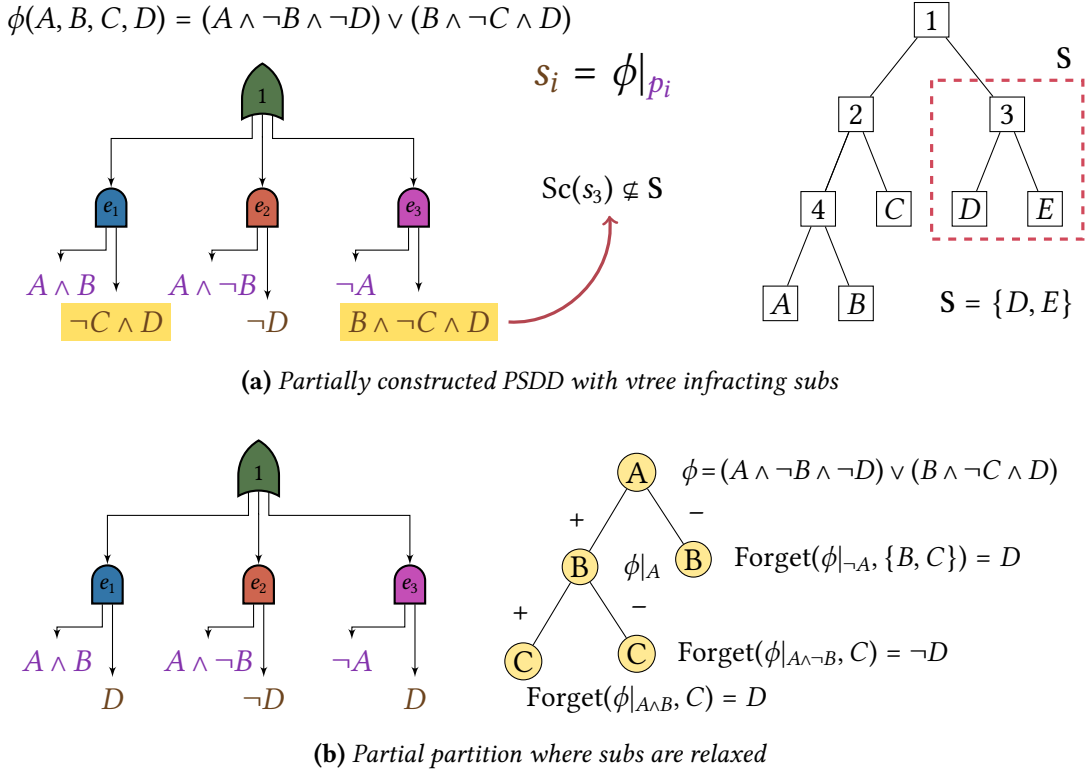 ϕ(A, B, C, D) = (A ∧ ¬B ∧ ¬D) ∨ (B ∧ ¬C ∧ D)
s_i = ϕ|_{p_i}
1
e₁
e₂
e₃
A ∧ B
A ∧ ¬B
¬A
¬C ∧ D
¬D
B ∧ ¬C ∧ D
Sc(s₃) ⊈ S
1
S
2
3
4
C
D
E
A
B
S = {D, E}
(a) Partially constructed PSDD with vtree infracting subs
1
e₁
e₂
e₃
A ∧ B
A ∧ ¬B
¬A
D
¬D
D
A
ϕ = (A ∧ ¬B ∧ ¬D) ∨ (B ∧ ¬C ∧ D)
+
−
B
ϕ|_A
B
Forget(ϕ|_{¬A}, {B, C}) = D
+
−
C
C
Forget(ϕ|_{A∧¬B}, C) = ¬D
Forget(ϕ|_{A∧B}, C) = D
(b) Partial partition where subs are relaxed